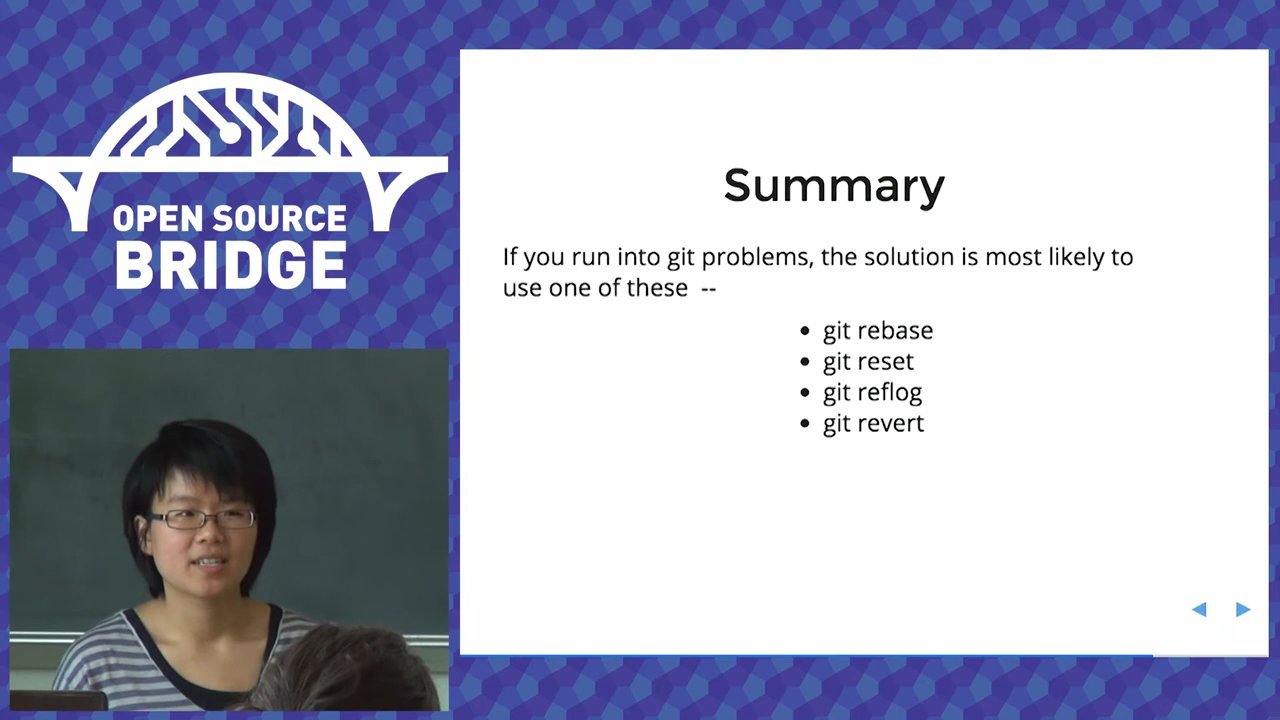 OPEN SOURCE
BRIDGE
Summary
If you run into git problems, the solution is most likely to
use one of these --
• git rebase
• git reset
• git reflog
• git revert